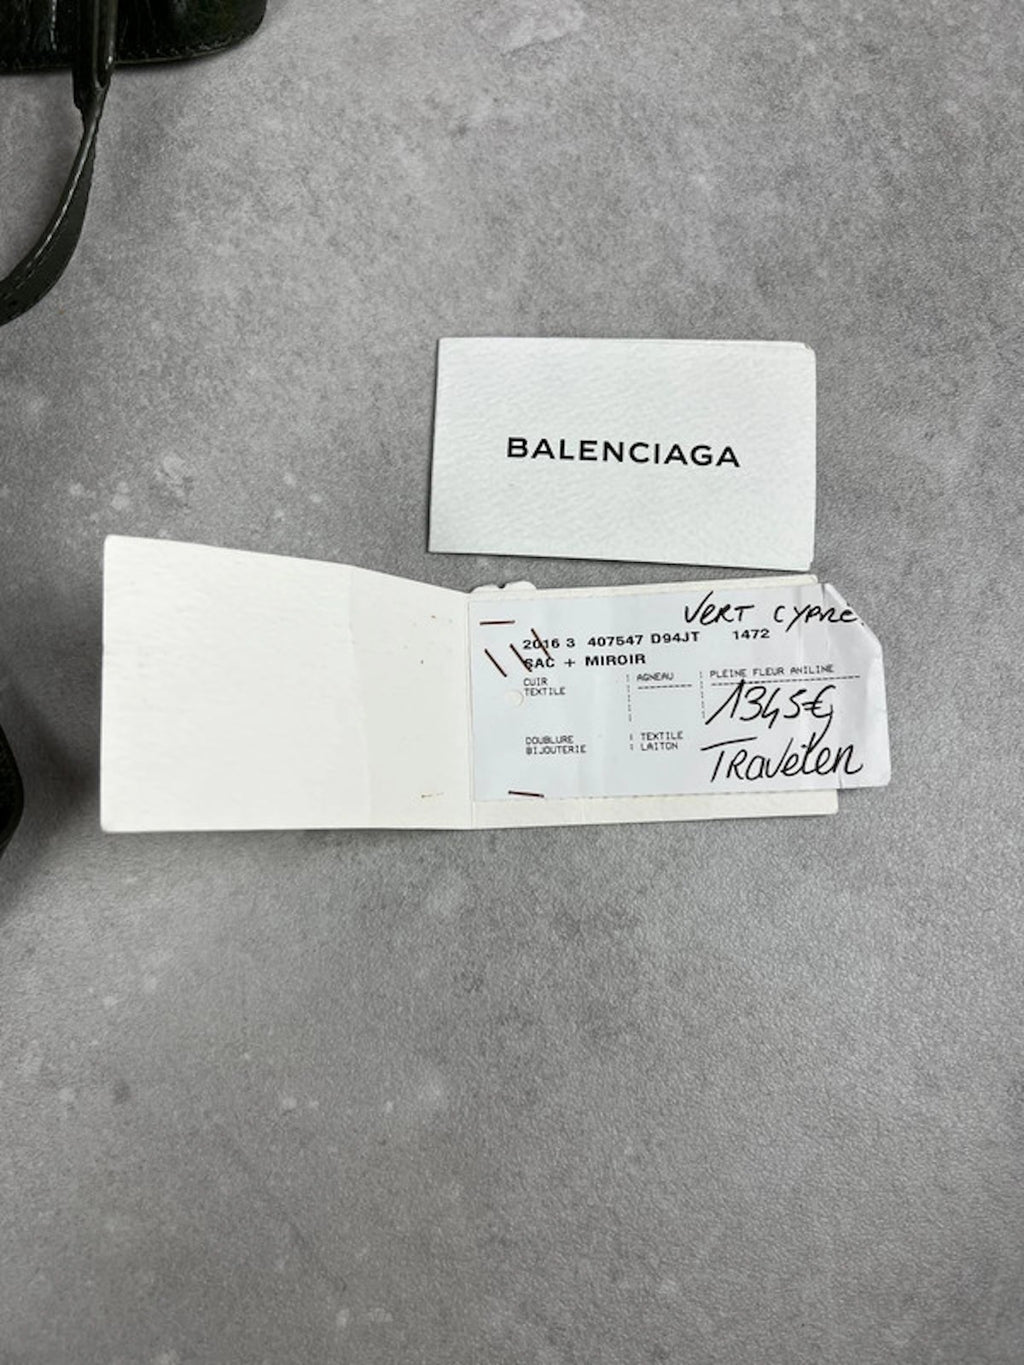 BALENCIAGA
VERT CYPRE
2016 3 407547 D94JT 1472
SAC + MIROIR
CUIR AGNEAU PLEINE FLEUR ANILINE
TEXTILE
1345€
DOUBLURE TEXTILE
BIJOUTERIE LAITON